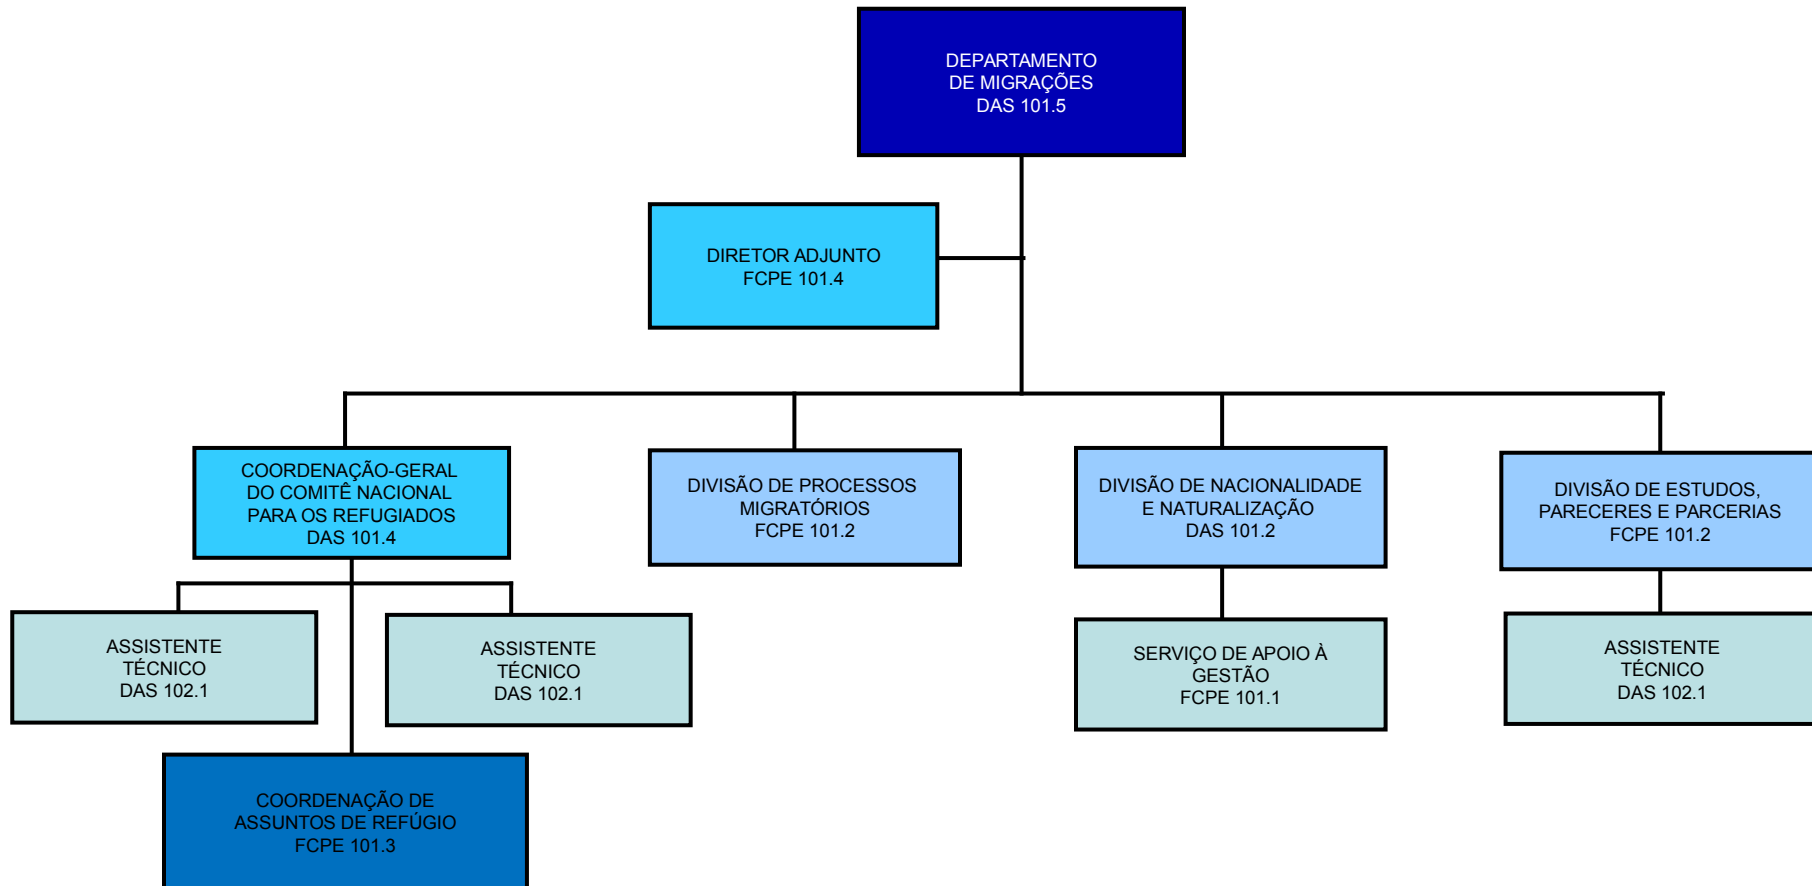 DEPARTAMENTO
DE MIGRAÇÕES
DAS 101.5
DIRETOR ADJUNTO
FCPE 101.4
COORDENAÇÃO-GERAL
DO COMITÊ NACIONAL
PARA OS REFUGIADOS
DAS 101.4
DIVISÃO DE PROCESSOS
MIGRATÓRIOS
FCPE 101.2
DIVISÃO DE NACIONALIDADE
E NATURALIZAÇÃO
DAS 101.2
DIVISÃO DE ESTUDOS,
PARECERES E PARCERIAS
FCPE 101.2
ASSISTENTE
TÉCNICO
DAS 102.1
ASSISTENTE
TÉCNICO
DAS 102.1
SERVIÇO DE APOIO À
GESTÃO
FCPE 101.1
ASSISTENTE
TÉCNICO
DAS 102.1
COORDENAÇÃO DE
ASSUNTOS DE REFÚGIO
FCPE 101.3